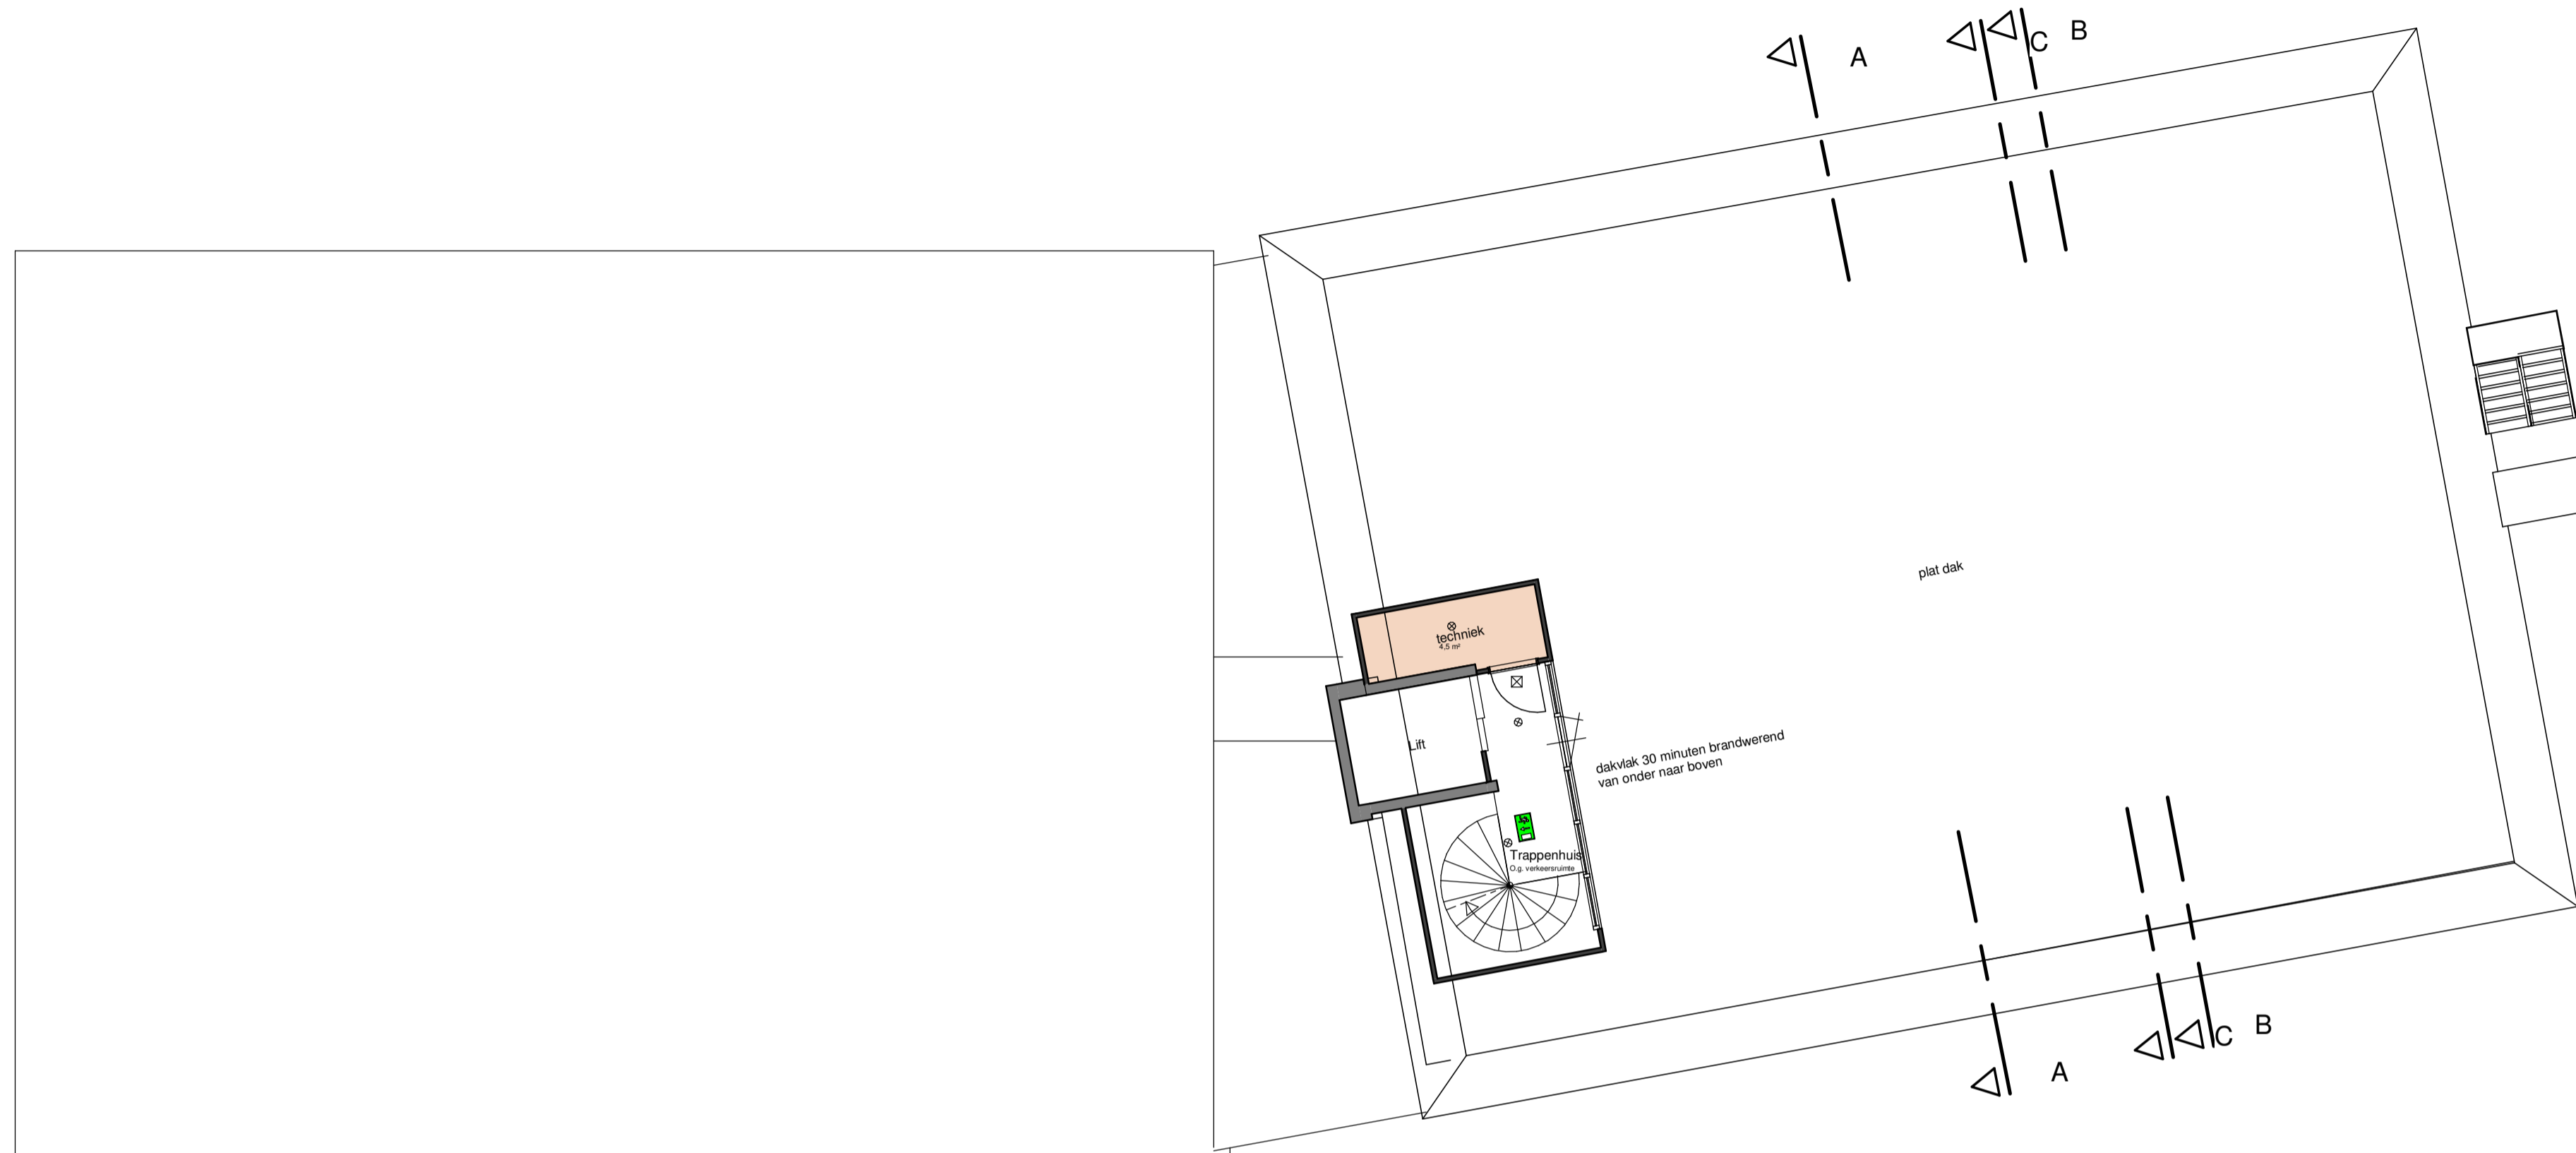 A
C
B
plat dak
techniek
4,5 m²
Lift
dakvlak 30 minuten brandwerend
van onder naar boven
Trappenhuis
O.g. verkeersruimte
C
B
A